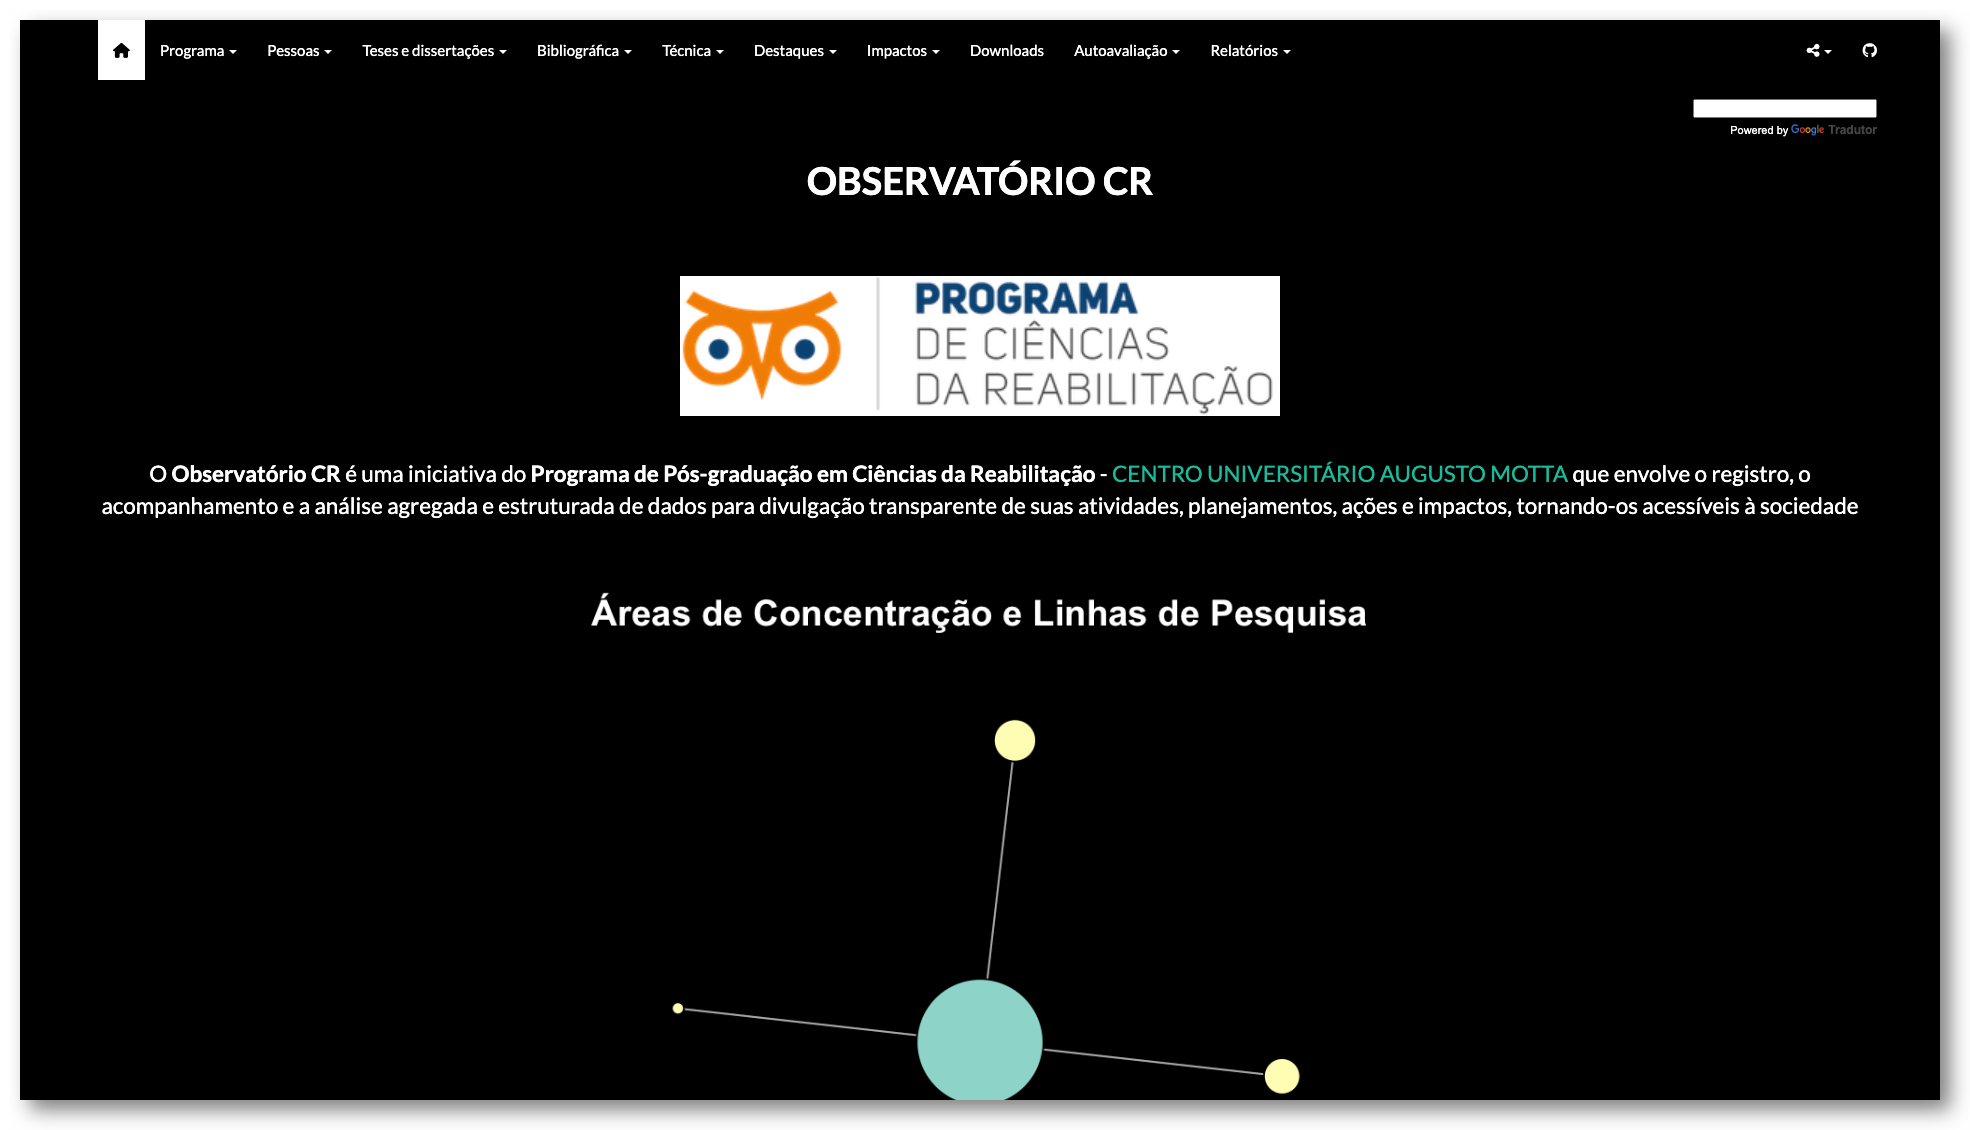 Programa Pessoas Teses e dissertações Bibliográfica Técnica Destaques Impactos Downloads Autoavaliação Relatórios
Powered by Google Tradutor
OBSERVATÓRIO CR
PROGRAMA
DE CIÊNCIAS
DA REABILITAÇÃO
O Observatório CR é uma iniciativa do Programa de Pós-graduação em Ciências da Reabilitação - CENTRO UNIVERSITÁRIO AUGUSTO MOTTA que envolve o registro, o
acompanhamento e a análise agregada e estruturada de dados para divulgação transparente de suas atividades, planejamentos, ações e impactos, tornando-os acessíveis à sociedade
Áreas de Concentração e Linhas de Pesquisa